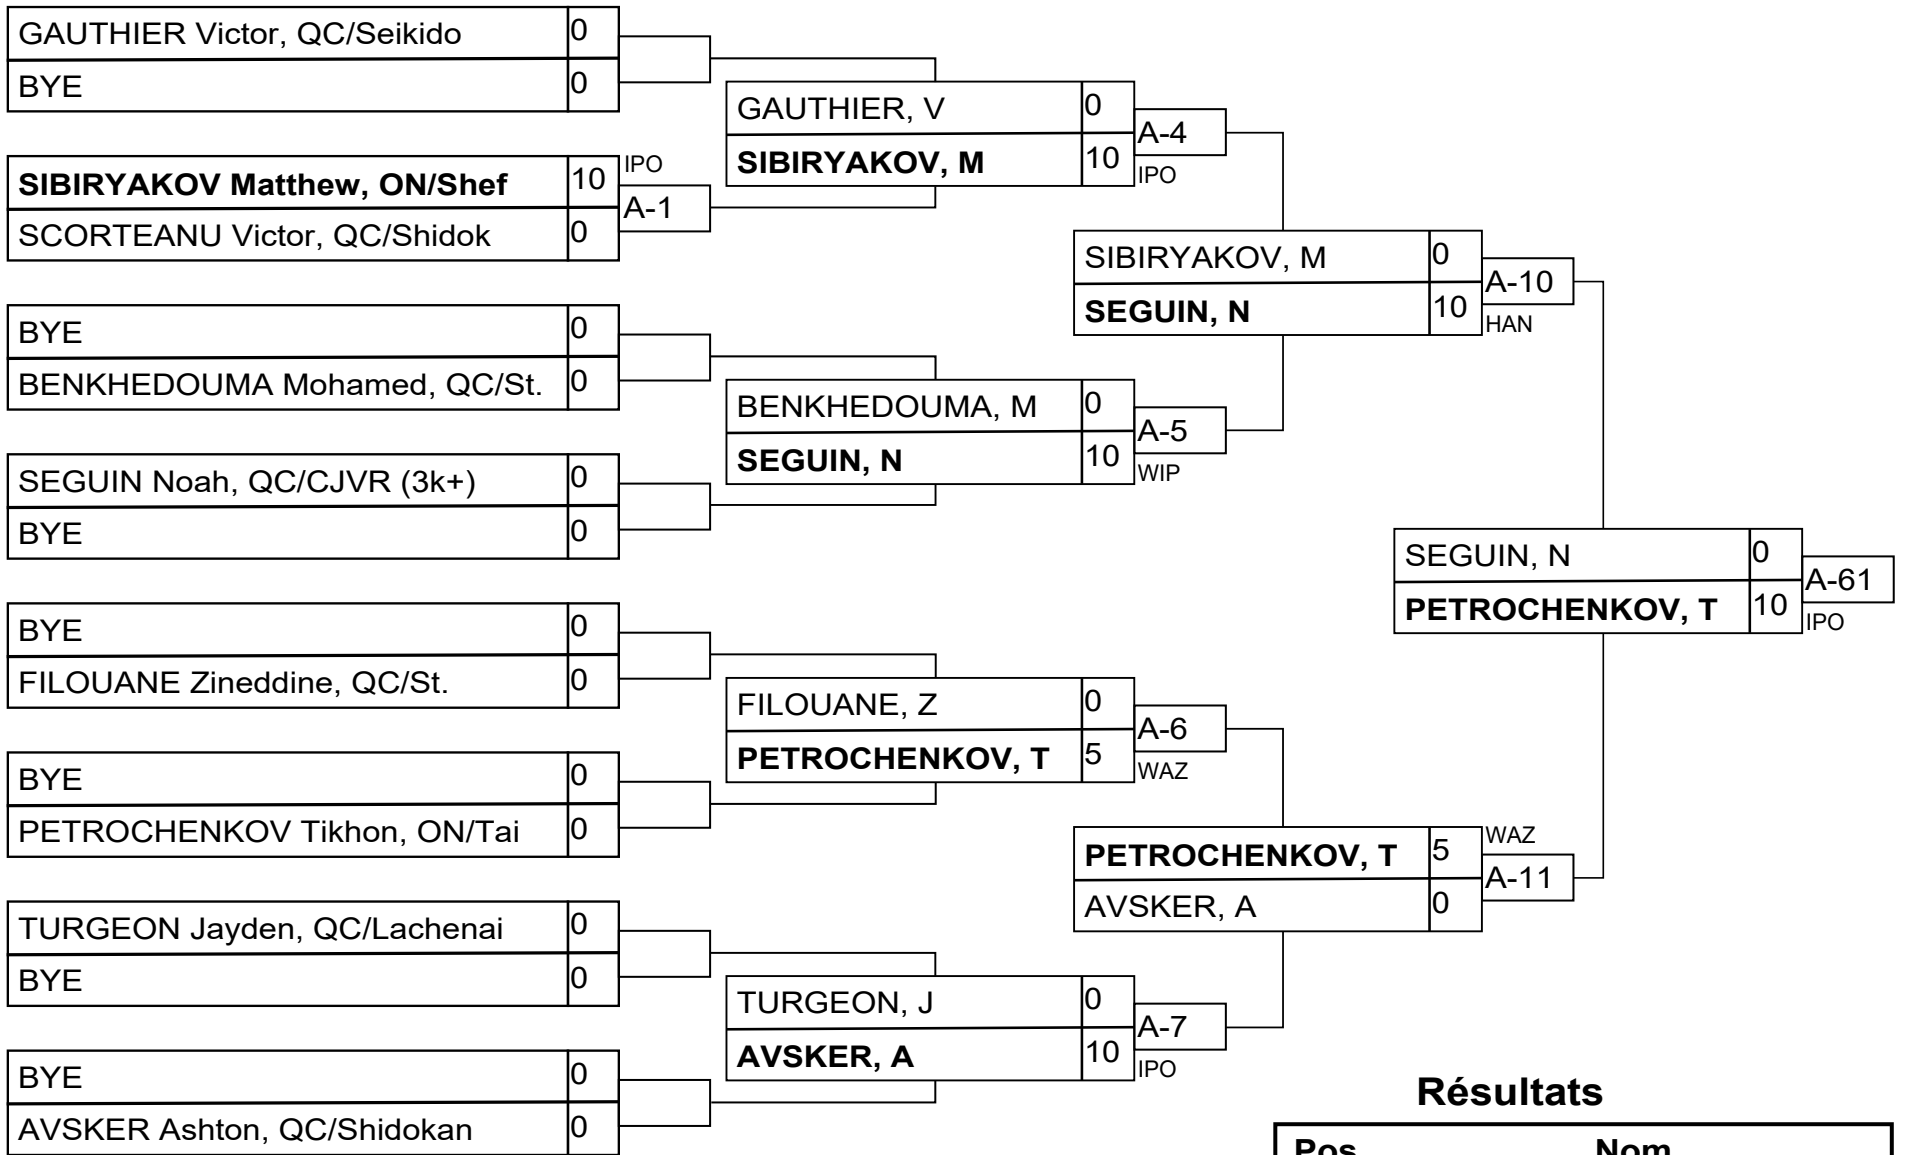 GAUTHIER Victor, QC/Seikido 0
BYE 0
SIBIRYAKOV Matthew, ON/Shef 10 IPO
A-1
SCORTEANU Victor, QC/Shidok 0
BYE 0
BENKHEDOUMA Mohamed, QC/St. 0
SEGUIN Noah, QC/CJVR (3k+) 0
BYE 0
BYE 0
FILOUANE Zineddine, QC/St. 0
BYE 0
PETROCHENKOV Tikhon, ON/Tai 0
TURGEON Jayden, QC/Lachenai 0
BYE 0
BYE 0
AVSKER Ashton, QC/Shidokan 0
GAUTHIER, V 0
A-4
SIBIRYAKOV, M 10 IPO
BENKHEDOUMA, M 0
A-5
SEGUIN, N 10 WIP
FILOUANE, Z 0
A-6
PETROCHENKOV, T 5 WAZ
TURGEON, J 0
A-7
AVSKER, A 10 IPO
SIBIRYAKOV, M 0
A-10
SEGUIN, N 10 HAN
PETROCHENKOV, T 5 WAZ
A-11
AVSKER, A 0
SEGUIN, N 0
A-61
PETROCHENKOV, T 10 IPO
Résultats
Pos Nom